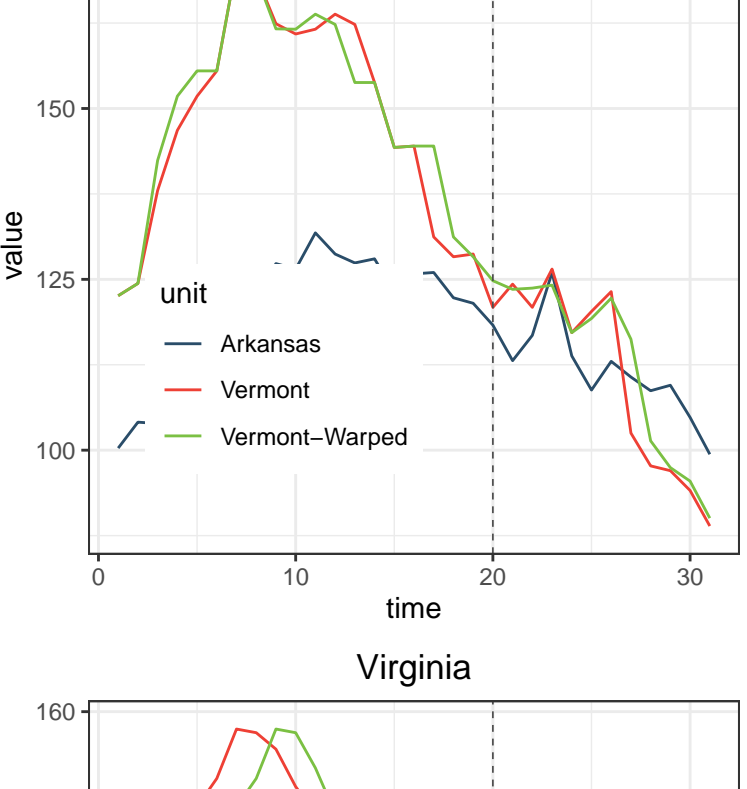 150
125
100
value
unit
Arkansas
Vermont
Vermont−Warped
0 10 20 30
time
Virginia
160